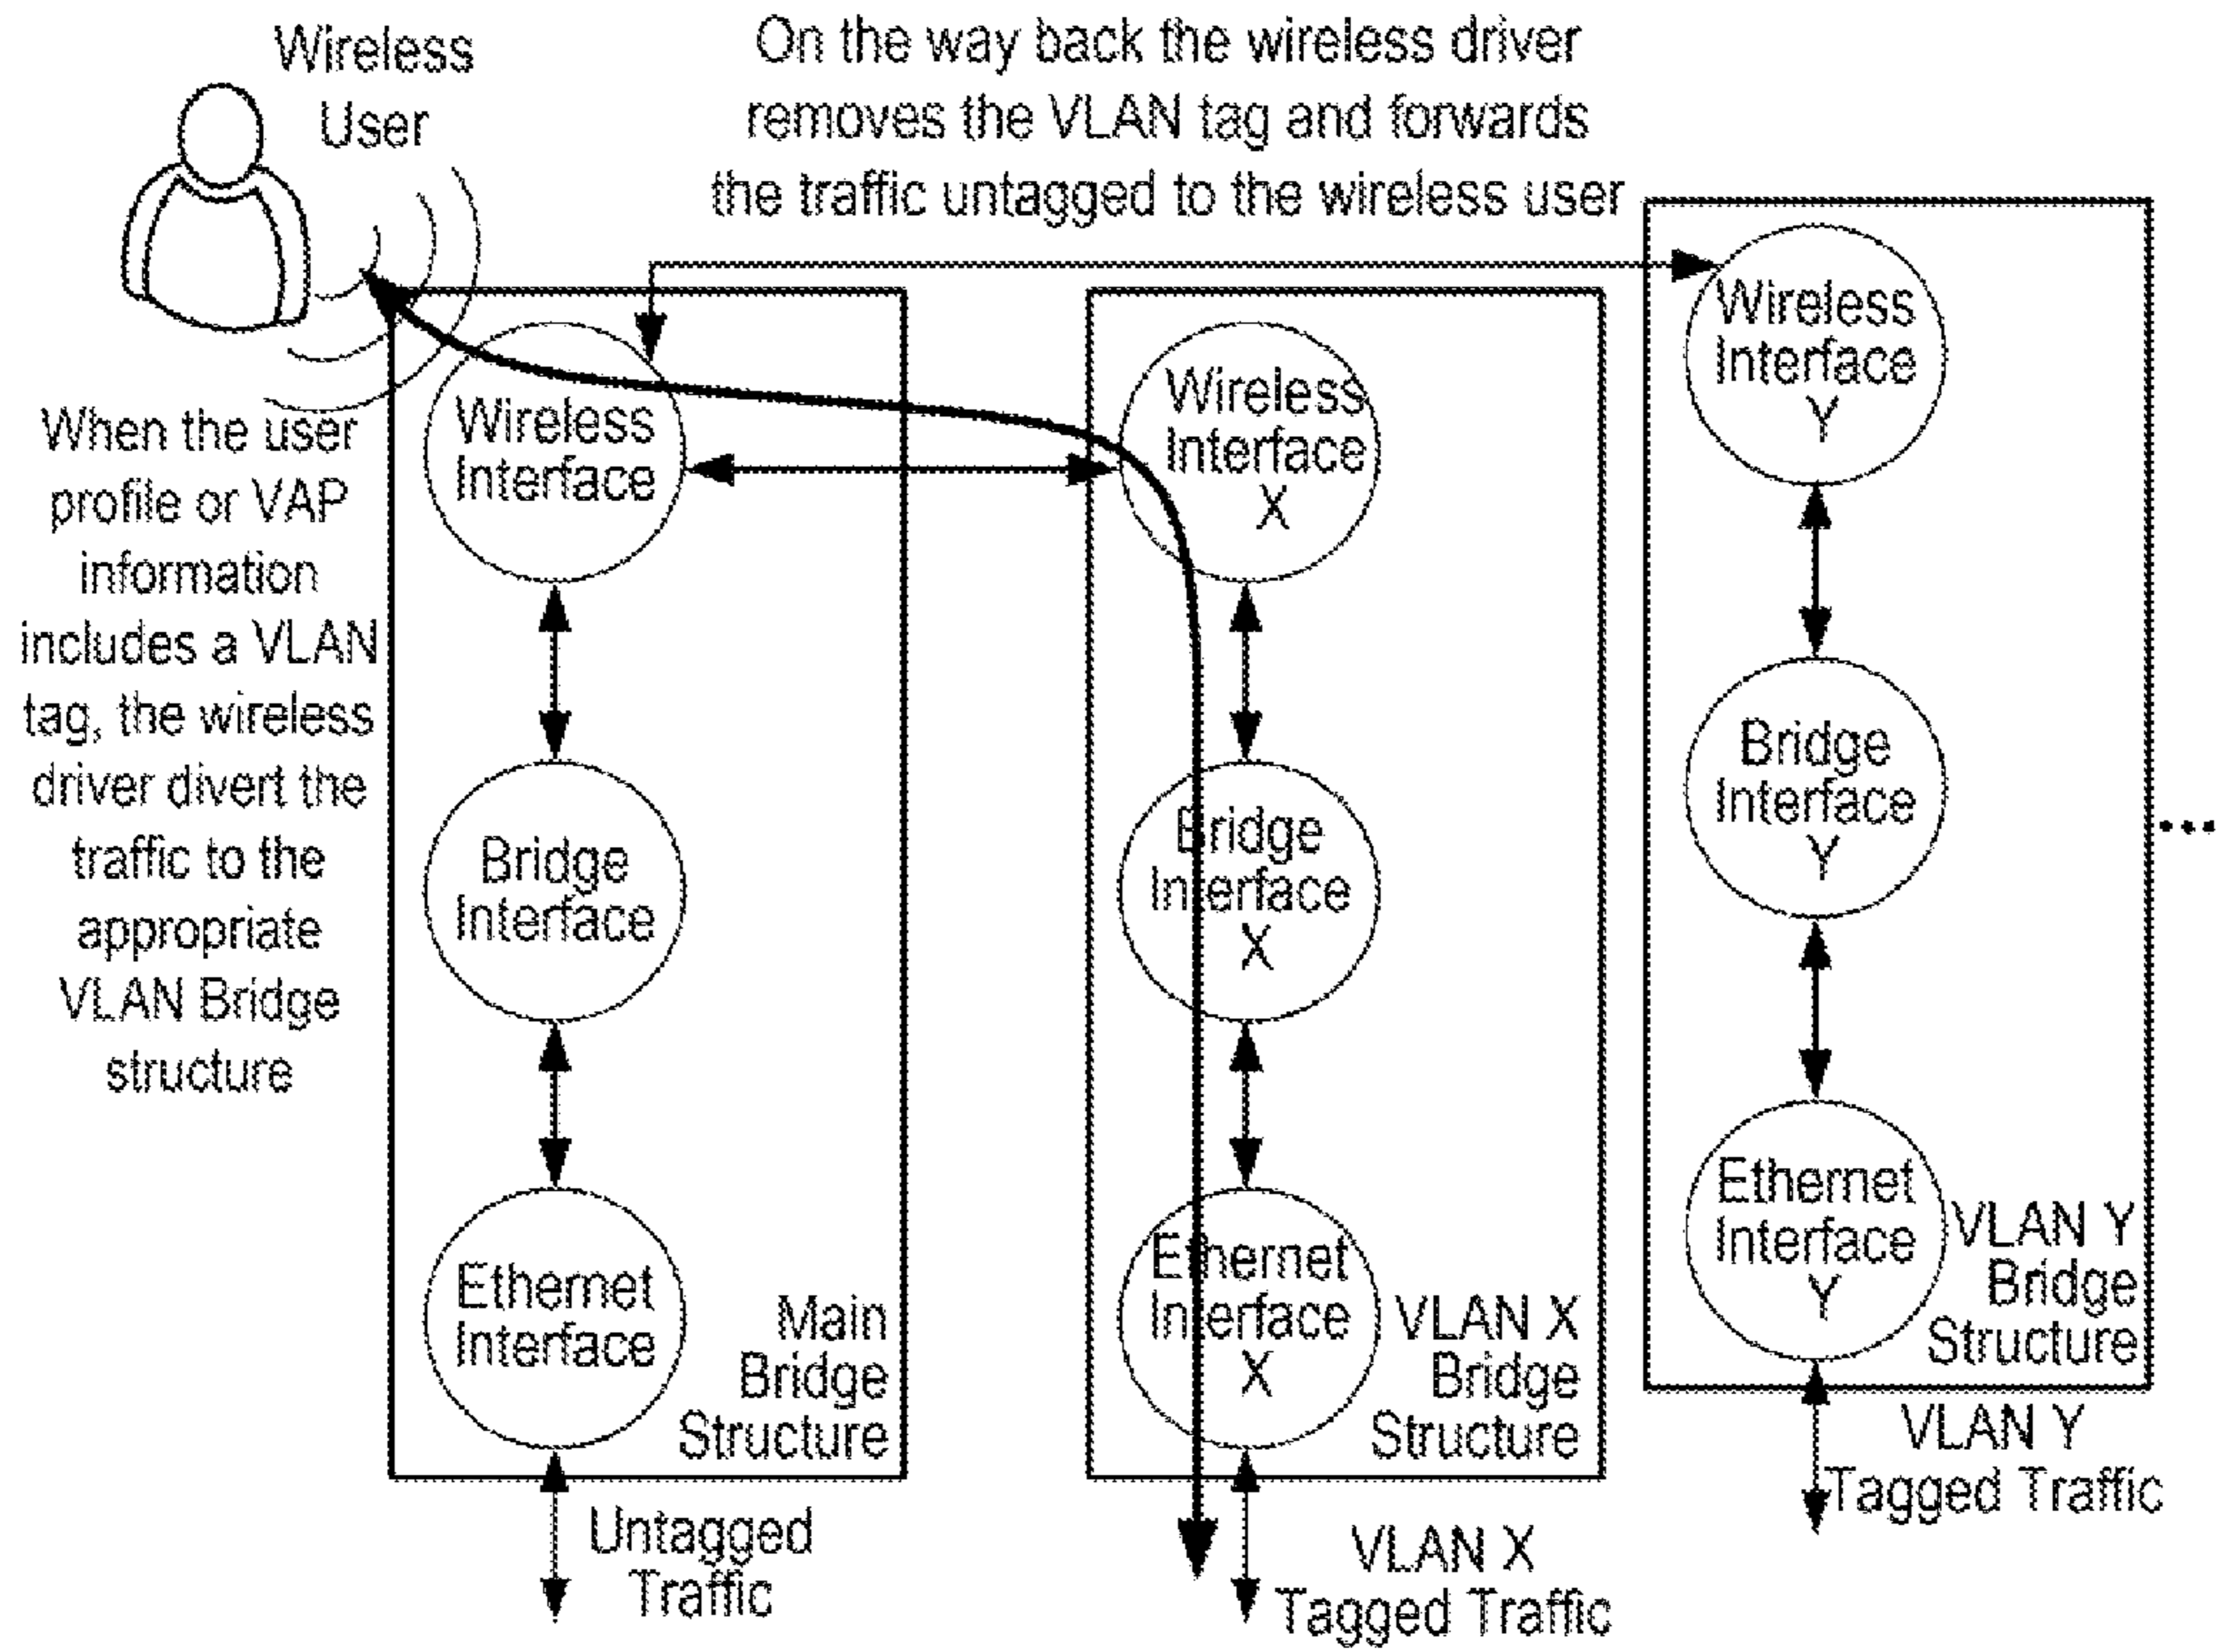 Wireless
User
On the way back the wireless driver
removes the VLAN tag and forwards
the traffic untagged to the wireless user
When the user
profile or VAP
information
includes a VLAN
tag, the wireless
driver divert the
traffic to the
appropriate
VLAN Bridge
structure
Wireless
Interface
Bridge
Interface
Ethernet
Interface
Main
Bridge
Structure
Untagged
Traffic
Wireless
Interface
X
Bridge
Interface
X
Ethernet
Interface
X
VLAN X
Bridge
Structure
VLAN X
Tagged Traffic
Wireless
Interface
Y
Bridge
Interface
Y
Ethernet
Interface
Y
VLAN Y
Bridge
Structure
VLAN Y
Tagged Traffic
...